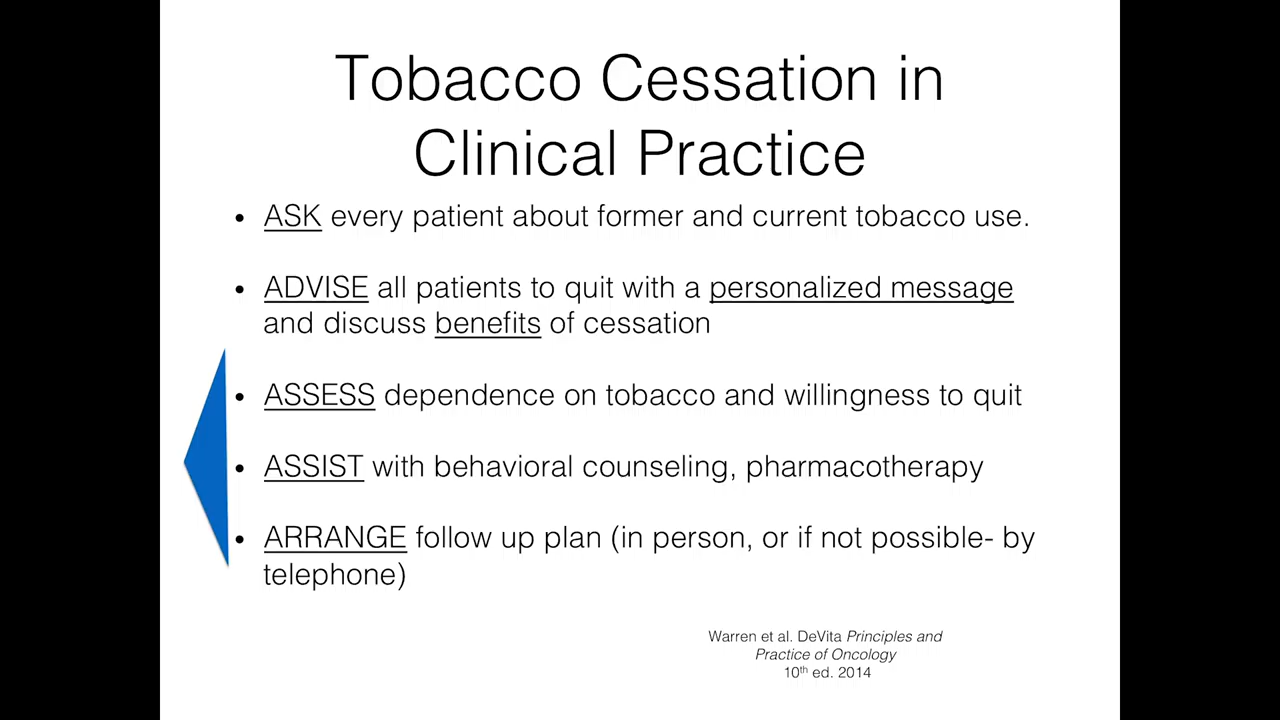 Tobacco Cessation in
Clinical Practice
• ASK every patient about former and current tobacco use.
• ADVISE all patients to quit with a personalized message
and discuss benefits of cessation
• ASSESS dependence on tobacco and willingness to quit
• ASSIST with behavioral counseling, pharmacotherapy
• ARRANGE follow up plan (in person, or if not possible- by
telephone)
Warren et al. DeVita Principles and
Practice of Oncology
10th ed. 2014